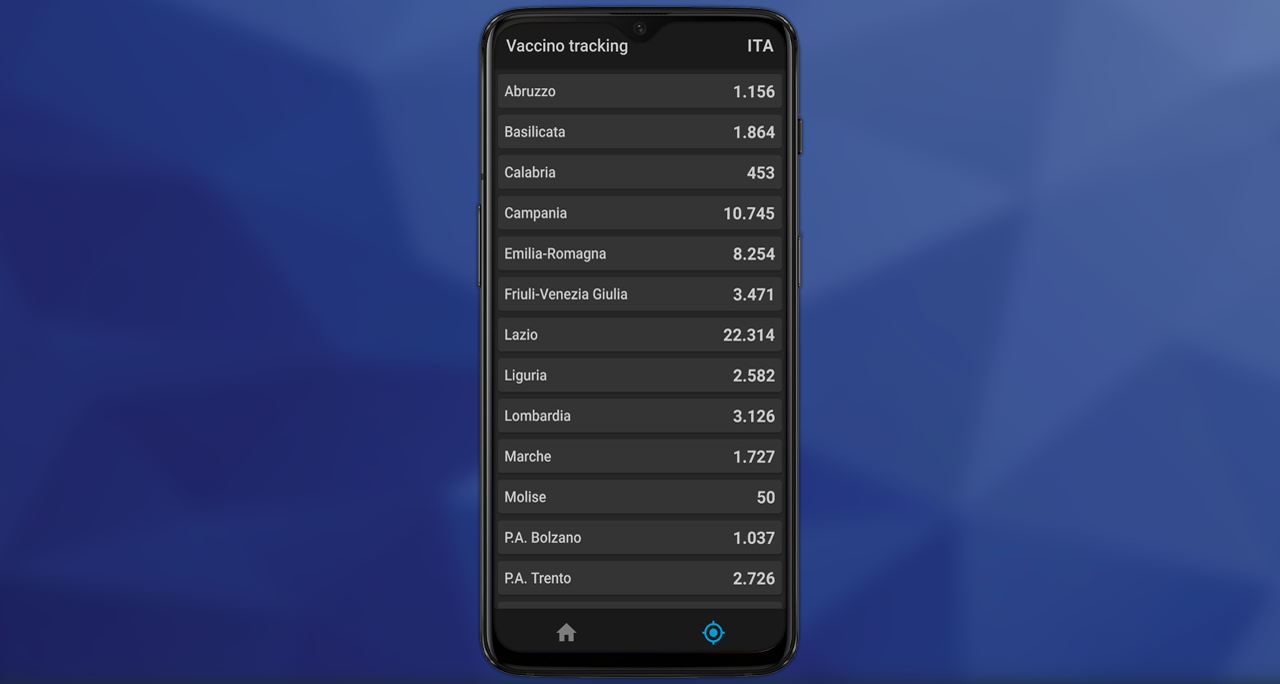 Vaccino tracking ITA
Abruzzo 1.156
Basilicata 1.864
Calabria 453
Campania 10.745
Emilia-Romagna 8.254
Friuli-Venezia Giulia 3.471
Lazio 22.314
Liguria 2.582
Lombardia 3.126
Marche 1.727
Molise 50
P.A. Bolzano 1.037
P.A. Trento 2.726